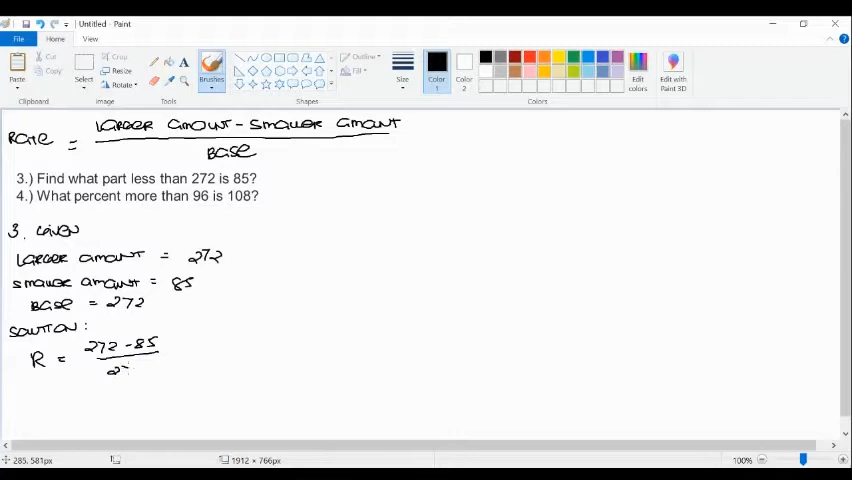 Untitled - Paint
File Home View
Paste
Cut
Copy
Clipboard
Select
Crop
Resize
Rotate
Image
A
Tools
Brushes
Outline
Fill
Shapes
Size
Color 1
Color 2
Edit colors
Edit with Paint 3D
Colors
RATE = LARGER AMOUNT - SMALLER AMOUNT
BASE
3.) Find what part less than 272 is 85?
4.) What percent more than 96 is 108?
3. GIVEN
LARGER AMOUNT = 272
SMALLER AMOUNT = 85
BASE = 272
SOLUTION:
R = 272 - 85
27
285, 581px
1912 × 766px
100%